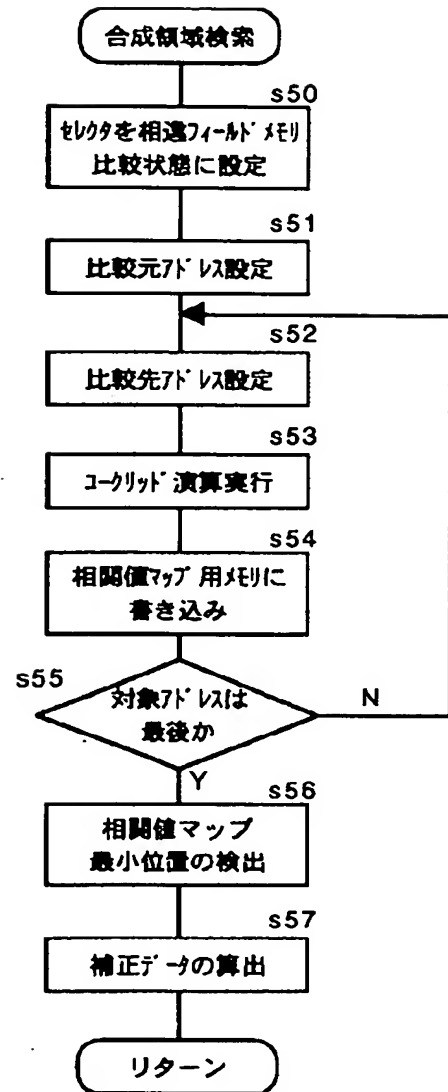 合成領域検索
s50
セレクタを相違フィールドメモリ
比較状態に設定
s51
比較元アドレス設定
s52
比較先アドレス設定
s53
ユークリッド演算実行
s54
相関値マップ用メモリに
書き込み
s55
対象アドレスは
最後か
N
Y
s56
相関値マップ
最小位置の検出
s57
補正データの算出
リターン